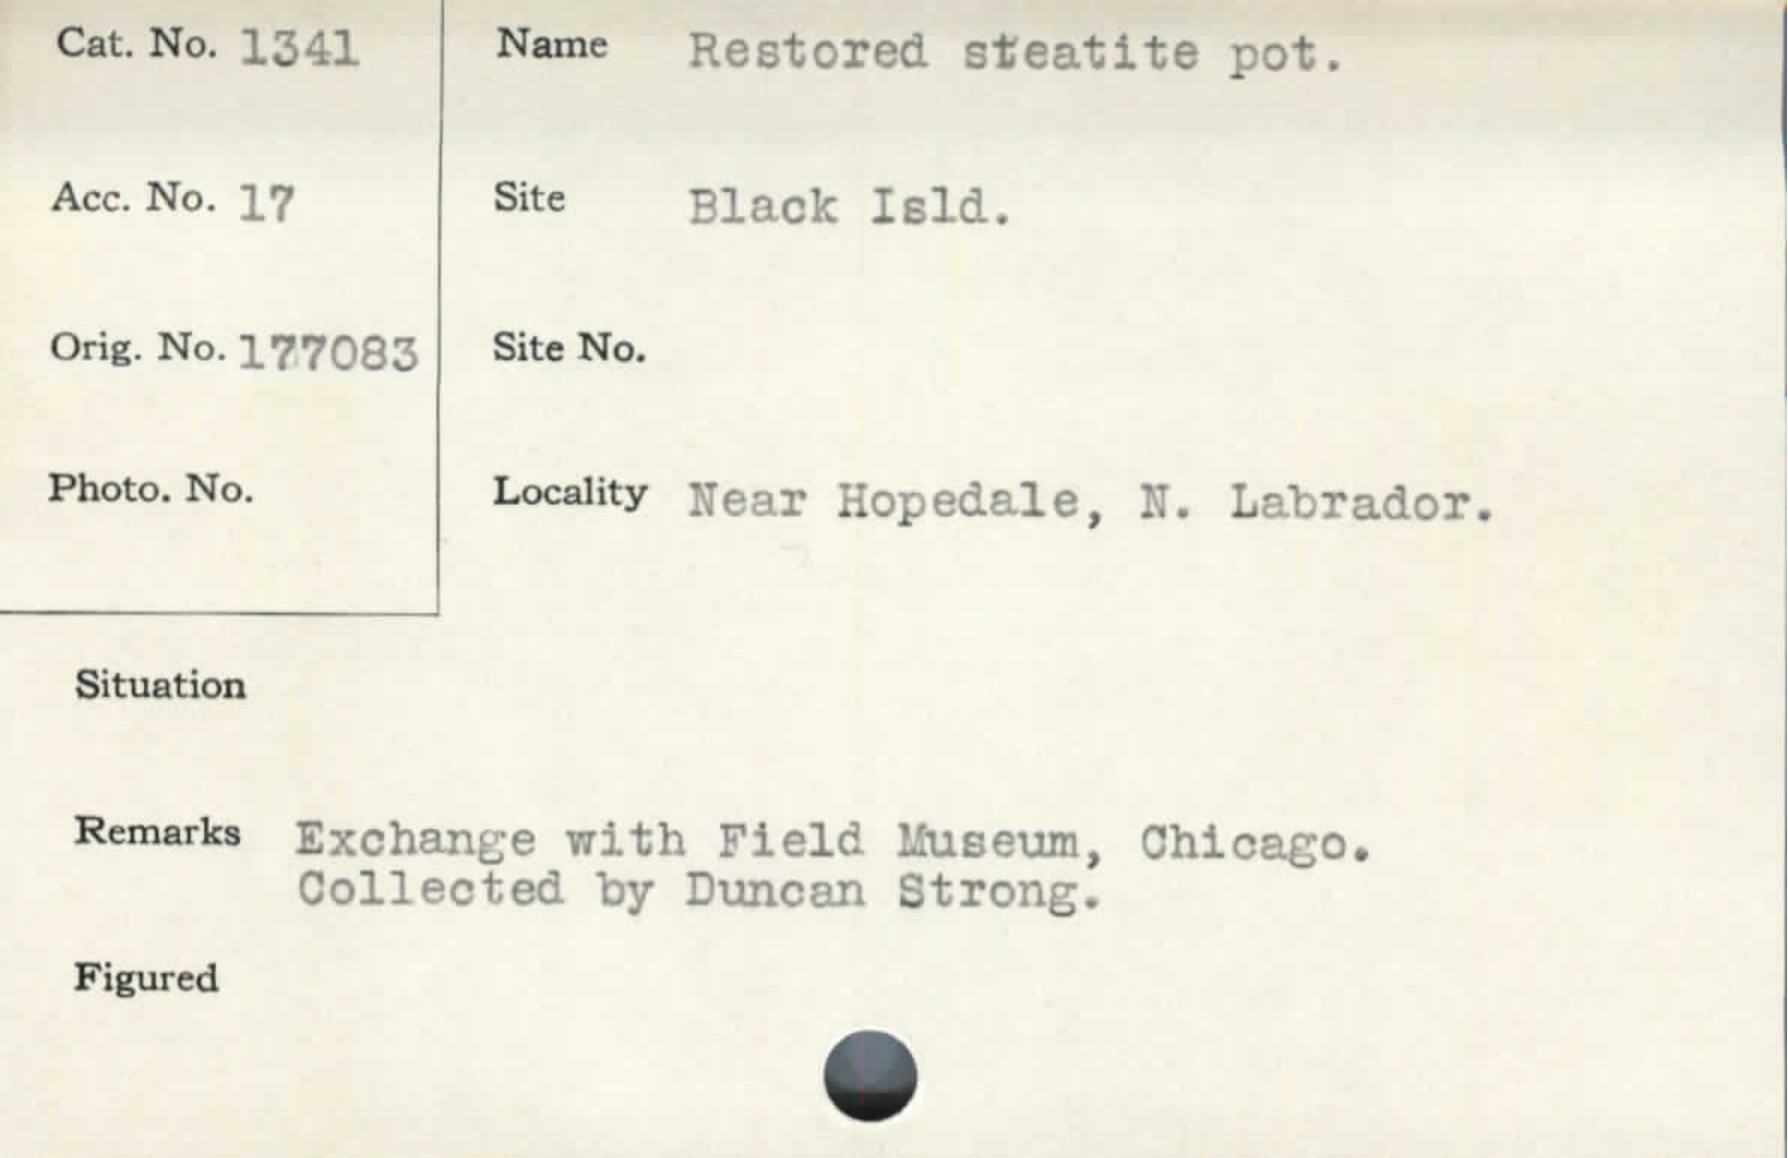 Cat. No. 1341
Name Restored steatite pot.
Acc. No. 17
Site Black Isld.
Orig. No. 177083
Site No.
Photo. No.
Locality Near Hopedale, N. Labrador.
Situation
Remarks Exchange with Field Museum, Chicago.
Collected by Duncan Strong.
Figured